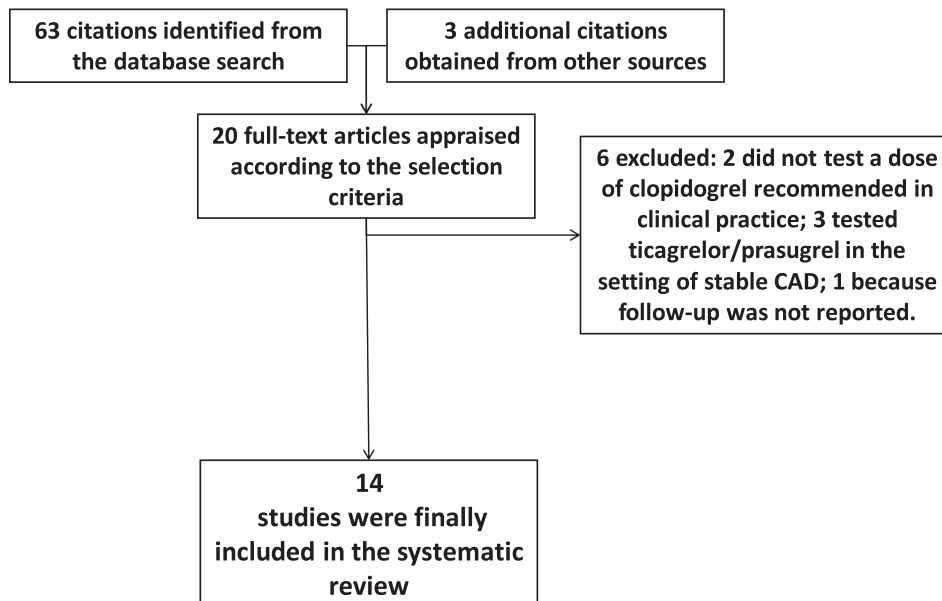 63 citations identified from
the database search
3 additional citations
obtained from other sources
20 full-text articles appraised
according to the selection
criteria
6 excluded: 2 did not test a dose
of clopidogrel recommended in
clinical practice; 3 tested
ticagrelor/prasugrel in the
setting of stable CAD; 1 because
follow-up was not reported.
14
studies were finally
included in the systematic
review